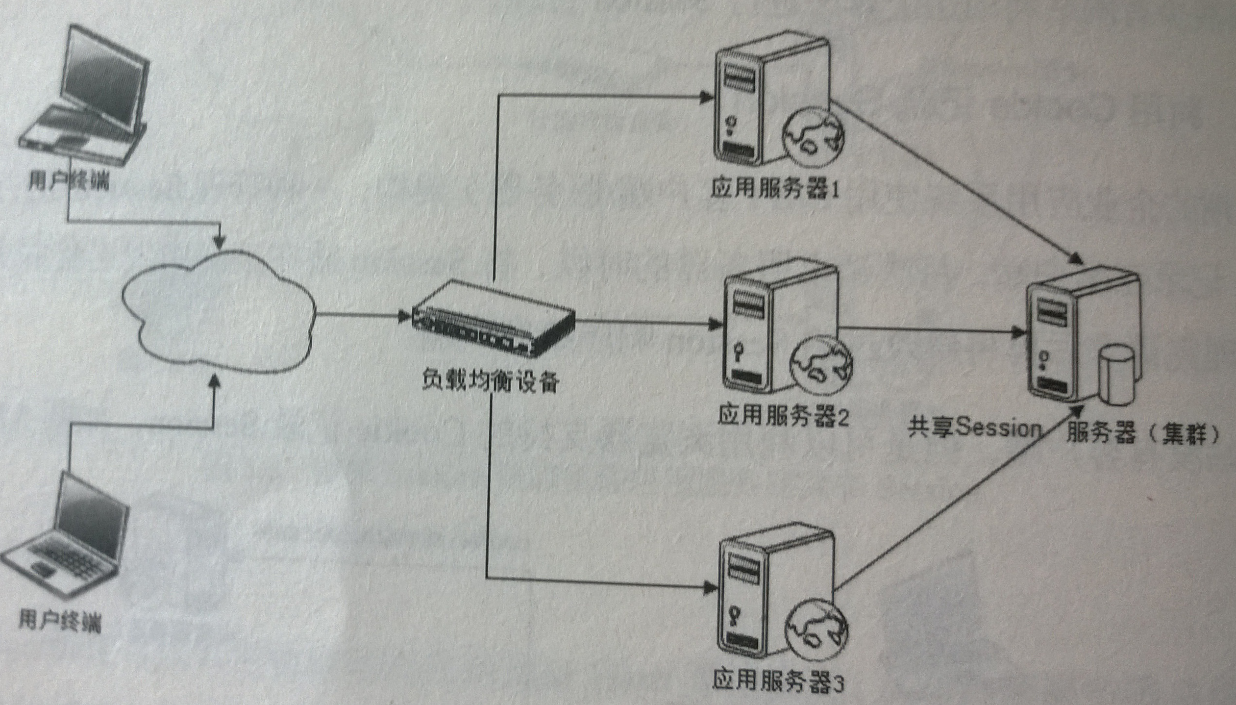 用户终端
应用服务器1
负载均衡设备
应用服务器2
共享Session 服务器（集群）
用户终端
应用服务器3